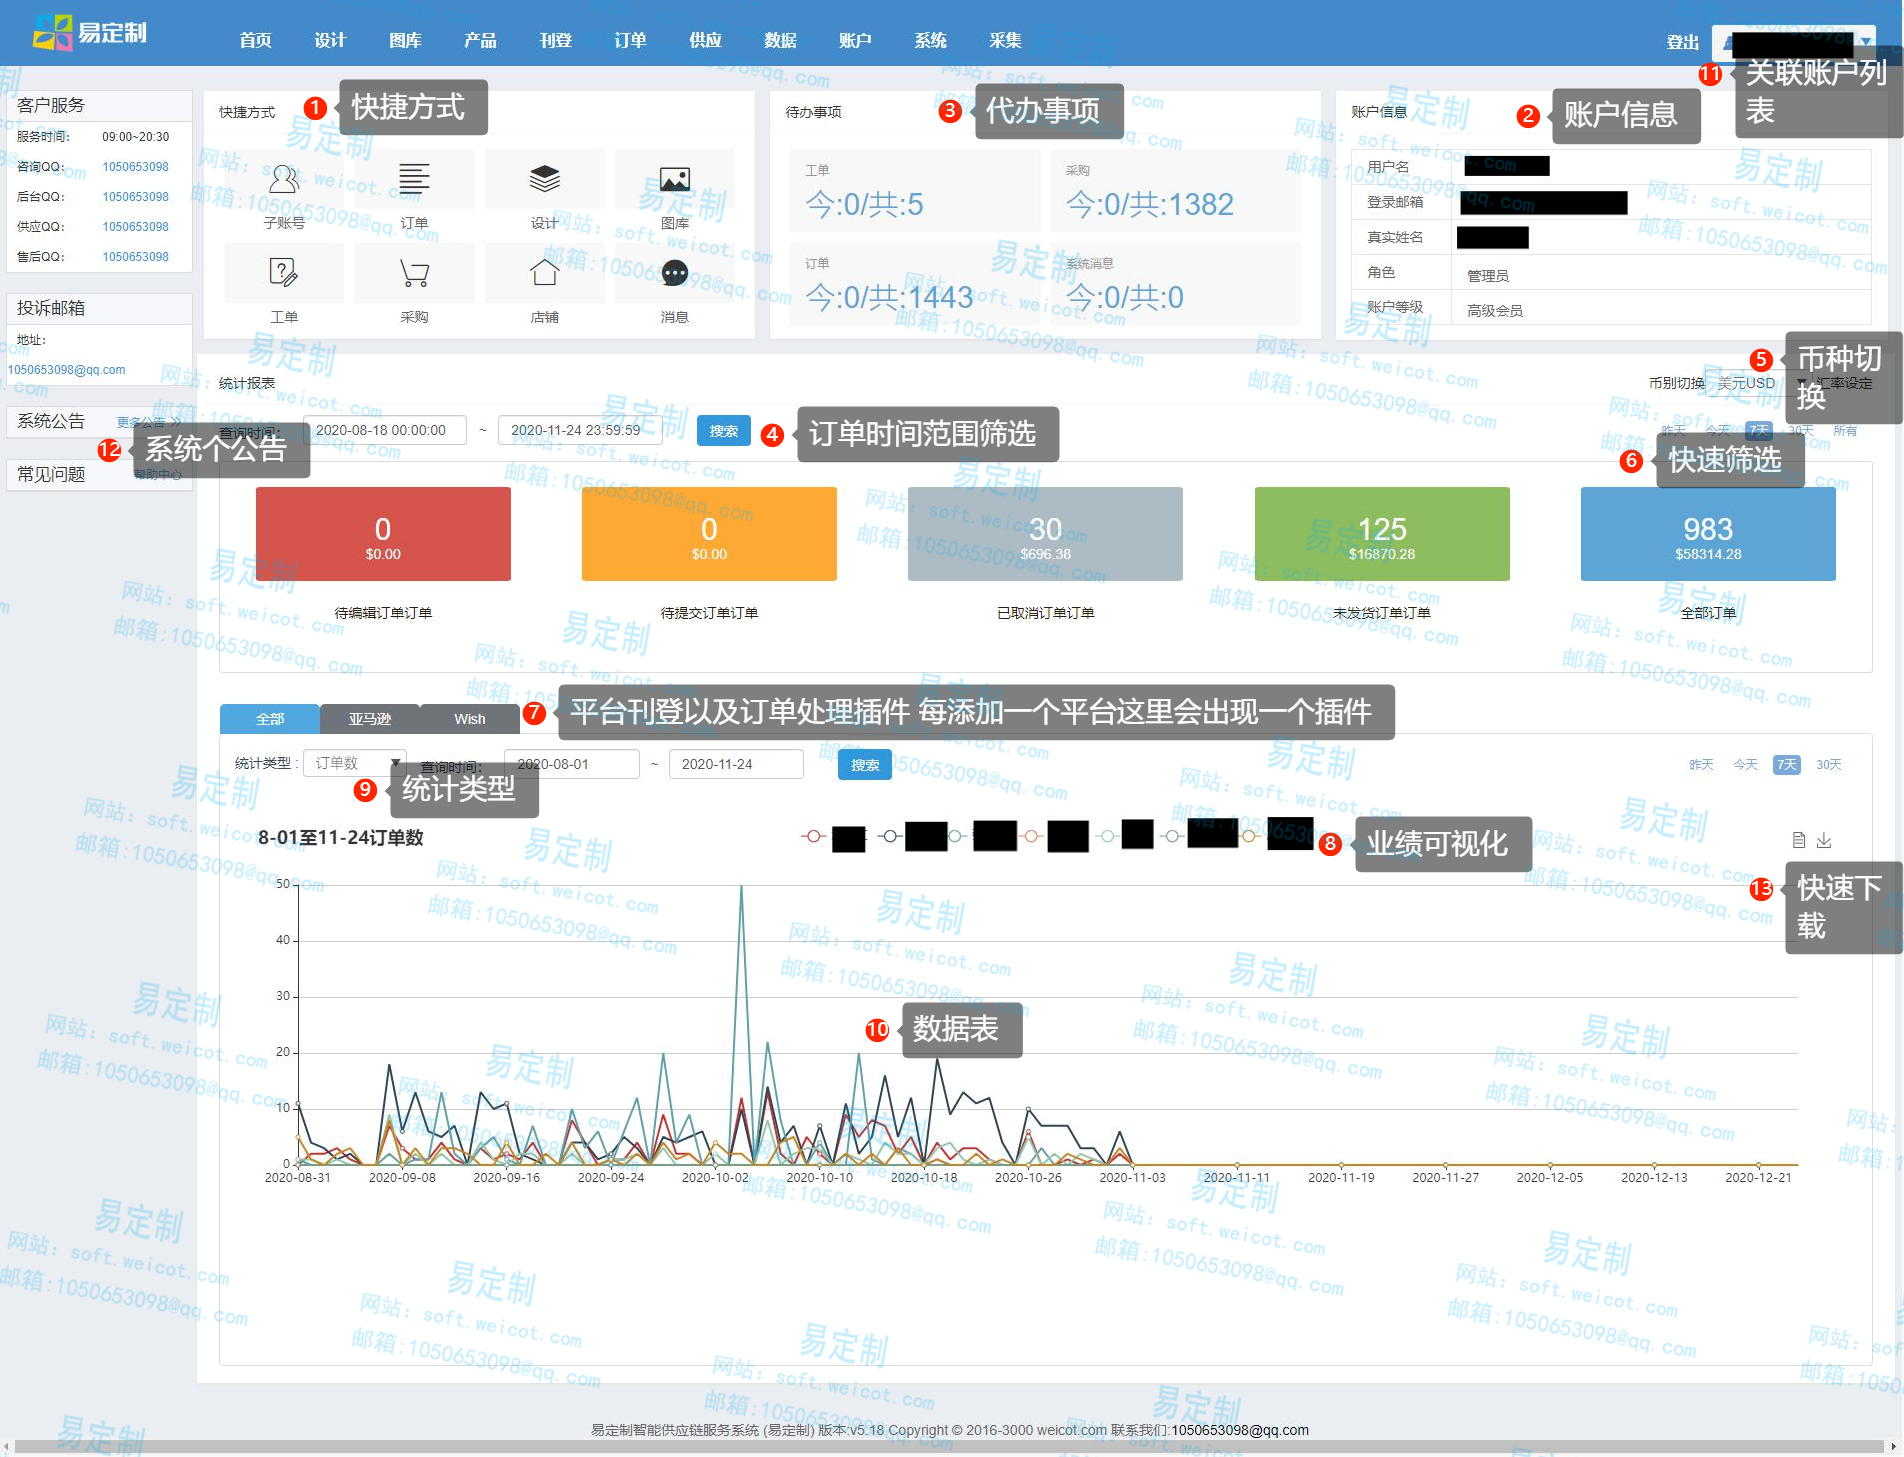 易定制
首页 设计 图库 产品 刊登 订单 供应 数据 账户 系统 采集
登出
11 关联账户列表
客户服务
服务时间: 09:00~20:30
咨询QQ: 1050653098
后台QQ: 1050653098
供应QQ: 1050653098
售后QQ: 1050653098
投诉邮箱
地址:
1050653098@qq.com
系统公告 更多公告
12 系统个公告
常见问题 帮助中心
快捷方式
1 快捷方式
子账号 订单 设计 图库
工单 采购 店铺 消息
待办事项
3 代办事项
工单
今:0/共:5
采购
今:0/共:1382
订单
今:0/共:1443
系统消息
今:0/共:0
账户信息
2 账户信息
用户名
登录邮箱
真实姓名
角色 管理员
账户等级 高级会员
统计报表
币别切换 美元USD 汇率设定
5 币种切换
查询时间: 2020-08-18 00:00:00 ~ 2020-11-24 23:59:59 搜索
4 订单时间范围筛选
昨天 今天 7天 30天 所有
6 快速筛选
0
$0.00
待编辑订单订单
0
$0.00
待提交订单订单
30
$696.38
已取消订单订单
125
$16870.28
未发货订单订单
983
$58314.28
全部订单
全部 亚马逊 Wish
7 平台刊登以及订单处理插件 每添加一个平台这里会出现一个插件
统计类型: 订单数 查询时间: 2020-08-01 ~ 2020-11-24 搜索
昨天 今天 7天 30天
9 统计类型
8-01至11-24订单数
8 业绩可视化
13 快速下载
10 数据表
50
40
30
20
10
0
2020-08-31 2020-09-08 2020-09-16 2020-09-24 2020-10-02 2020-10-10 2020-10-18 2020-10-26 2020-11-03 2020-11-11 2020-11-19 2020-11-27 2020-12-05 2020-12-13 2020-12-21
易定制智能供应链服务系统 (易定制) 版本:v5.18 Copyright © 2016-3000 weicot.com 联系我们:1050653098@qq.com
易定制
网站: soft.weicot.com
邮箱:1050653098@qq.com